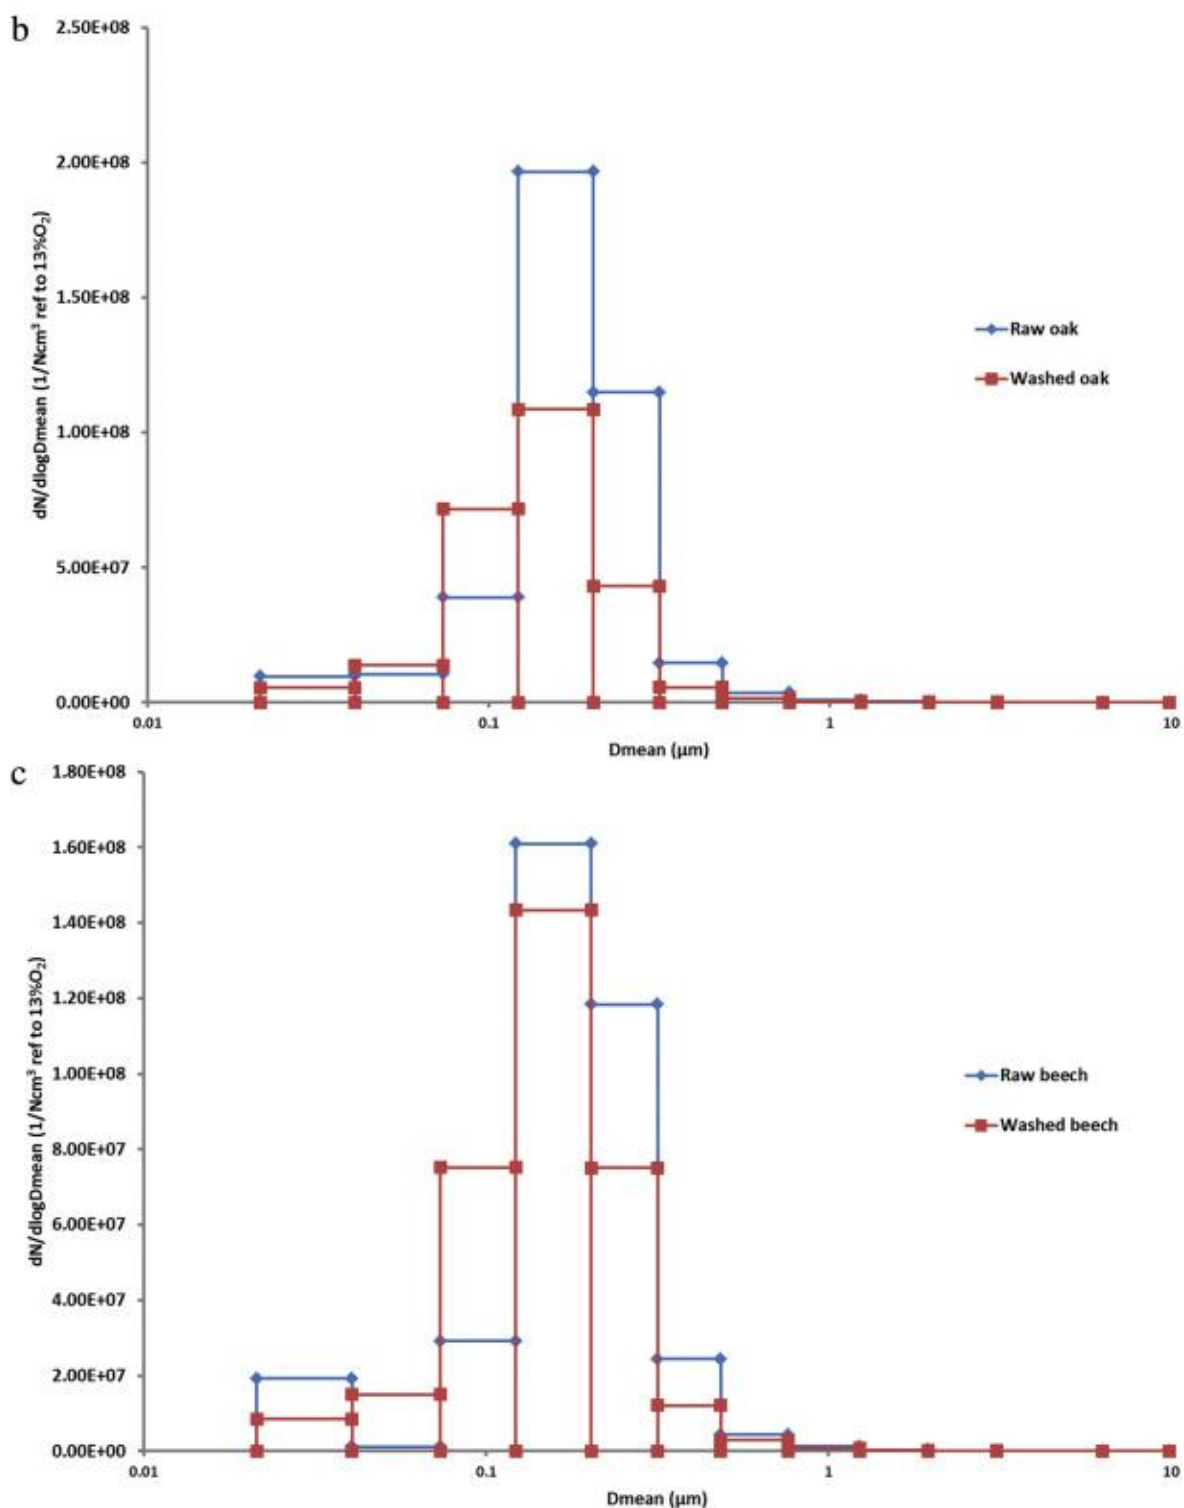 b
2.50E+08
2.00E+08
1.50E+08
1.00E+08
5.00E+07
0.00E+00
dN/dlogDmean (1/Ncm³ ref to 13%O₂)
0.01
0.1
1
10
Dmean (µm)
Raw oak
Washed oak
c
1.80E+08
1.60E+08
1.40E+08
1.20E+08
1.00E+08
8.00E+07
6.00E+07
4.00E+07
2.00E+07
0.00E+00
dN/dlogDmean (1/Ncm³ ref to 13%O₂)
0.01
0.1
1
10
Dmean (µm)
Raw beech
Washed beech